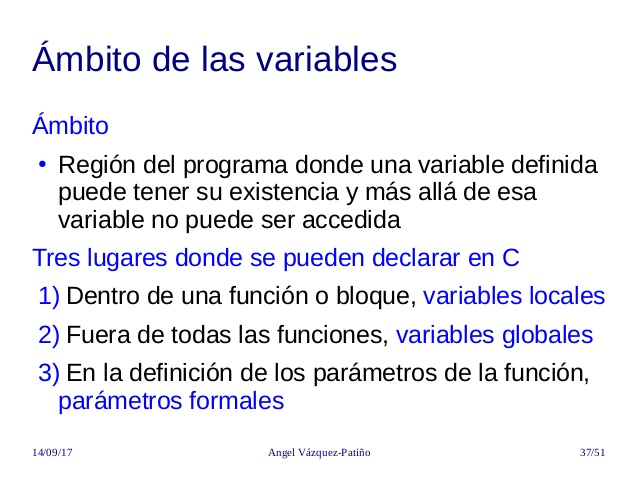 Ámbito de las variables
Ámbito
• Región del programa donde una variable definida
puede tener su existencia y más allá de esa
variable no puede ser accedida
Tres lugares donde se pueden declarar en C
1) Dentro de una función o bloque, variables locales
2) Fuera de todas las funciones, variables globales
3) En la definición de los parámetros de la función,
parámetros formales
14/09/17 Angel Vázquez-Patiño 37/51